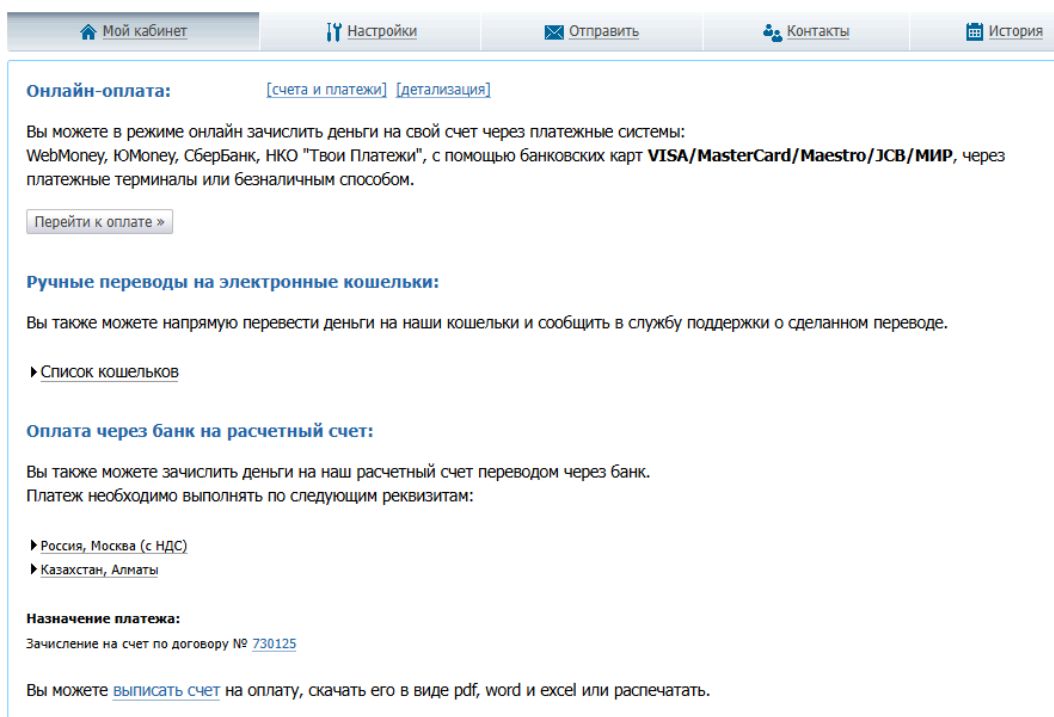 Мой кабинет Настройки Отправить Контакты История
Онлайн-оплата: [счета и платежи] [детализация]
Вы можете в режиме онлайн зачислить деньги на свой счет через платежные системы:
WebMoney, ЮMoney, СберБанк, НКО "Твои Платежи", с помощью банковских карт VISA/MasterCard/Maestro/JCB/МИР, через
платежные терминалы или безналичным способом.
Перейти к оплате »
Ручные переводы на электронные кошельки:
Вы также можете напрямую перевести деньги на наши кошельки и сообщить в службу поддержки о сделанном переводе.
Список кошельков
Оплата через банк на расчетный счет:
Вы также можете зачислить деньги на наш расчетный счет переводом через банк.
Платеж необходимо выполнять по следующим реквизитам:
Россия, Москва (с НДС)
Казахстан, Алматы
Назначение платежа:
Зачисление на счет по договору № 730125
Вы можете выписать счет на оплату, скачать его в виде pdf, word и excel или распечатать.